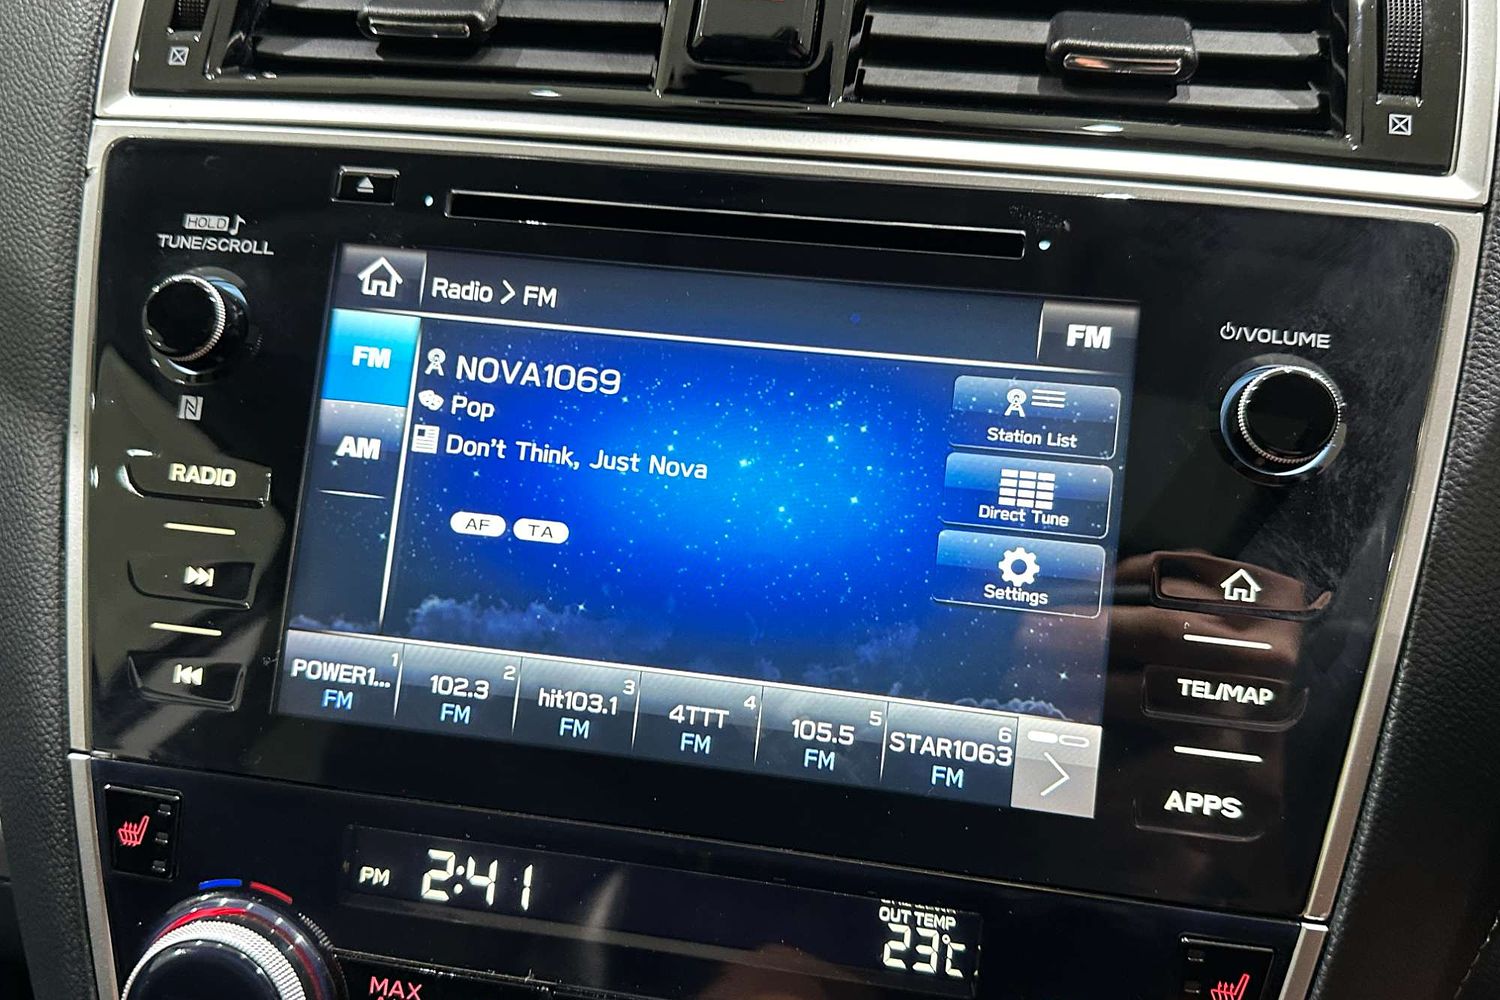 HOLD
TUNE/SCROLL
Radio > FM
FM
/VOLUME
FM
NOVA1069
Pop
AM
Don't Think, Just Nova
Station List
RADIO
Direct Tune
AF TA
Settings
POWER1... 1
FM
102.3 2
FM
hit103.1 3
FM
4TTT 4
FM
105.5 5
FM
STAR1063 6
FM
TEL/MAP
APPS
PM 2:41
OUT TEMP
23°C
MAX